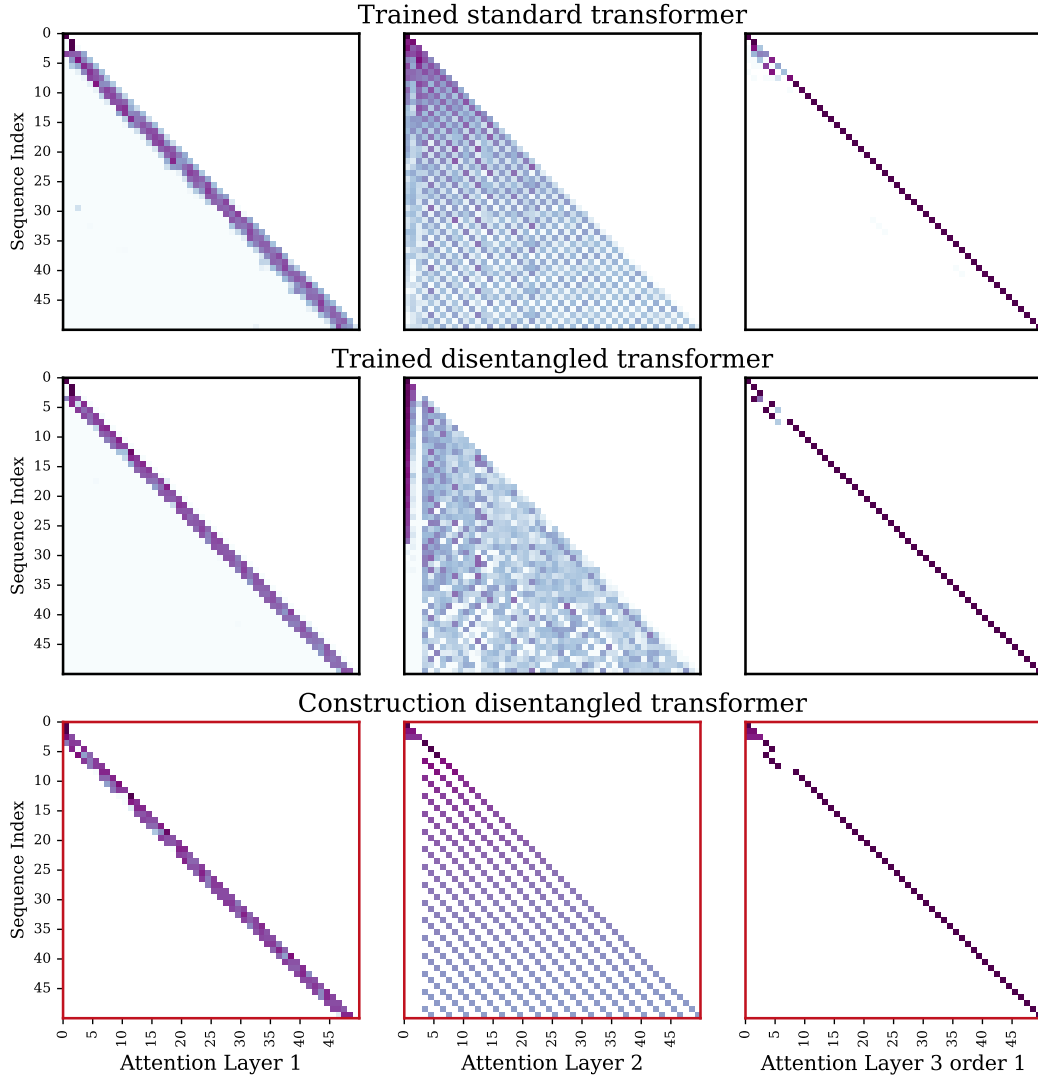 Trained standard transformer
0
5
10
15
20
25
30
35
40
45
Sequence Index
Trained disentangled transformer
0
5
10
15
20
25
30
35
40
45
Sequence Index
Construction disentangled transformer
0
5
10
15
20
25
30
35
40
45
Sequence Index
0 5 10 15 20 25 30 35 40 45
0 5 10 15 20 25 30 35 40 45
0 5 10 15 20 25 30 35 40 45
Attention Layer 1
Attention Layer 2
Attention Layer 3 order 1